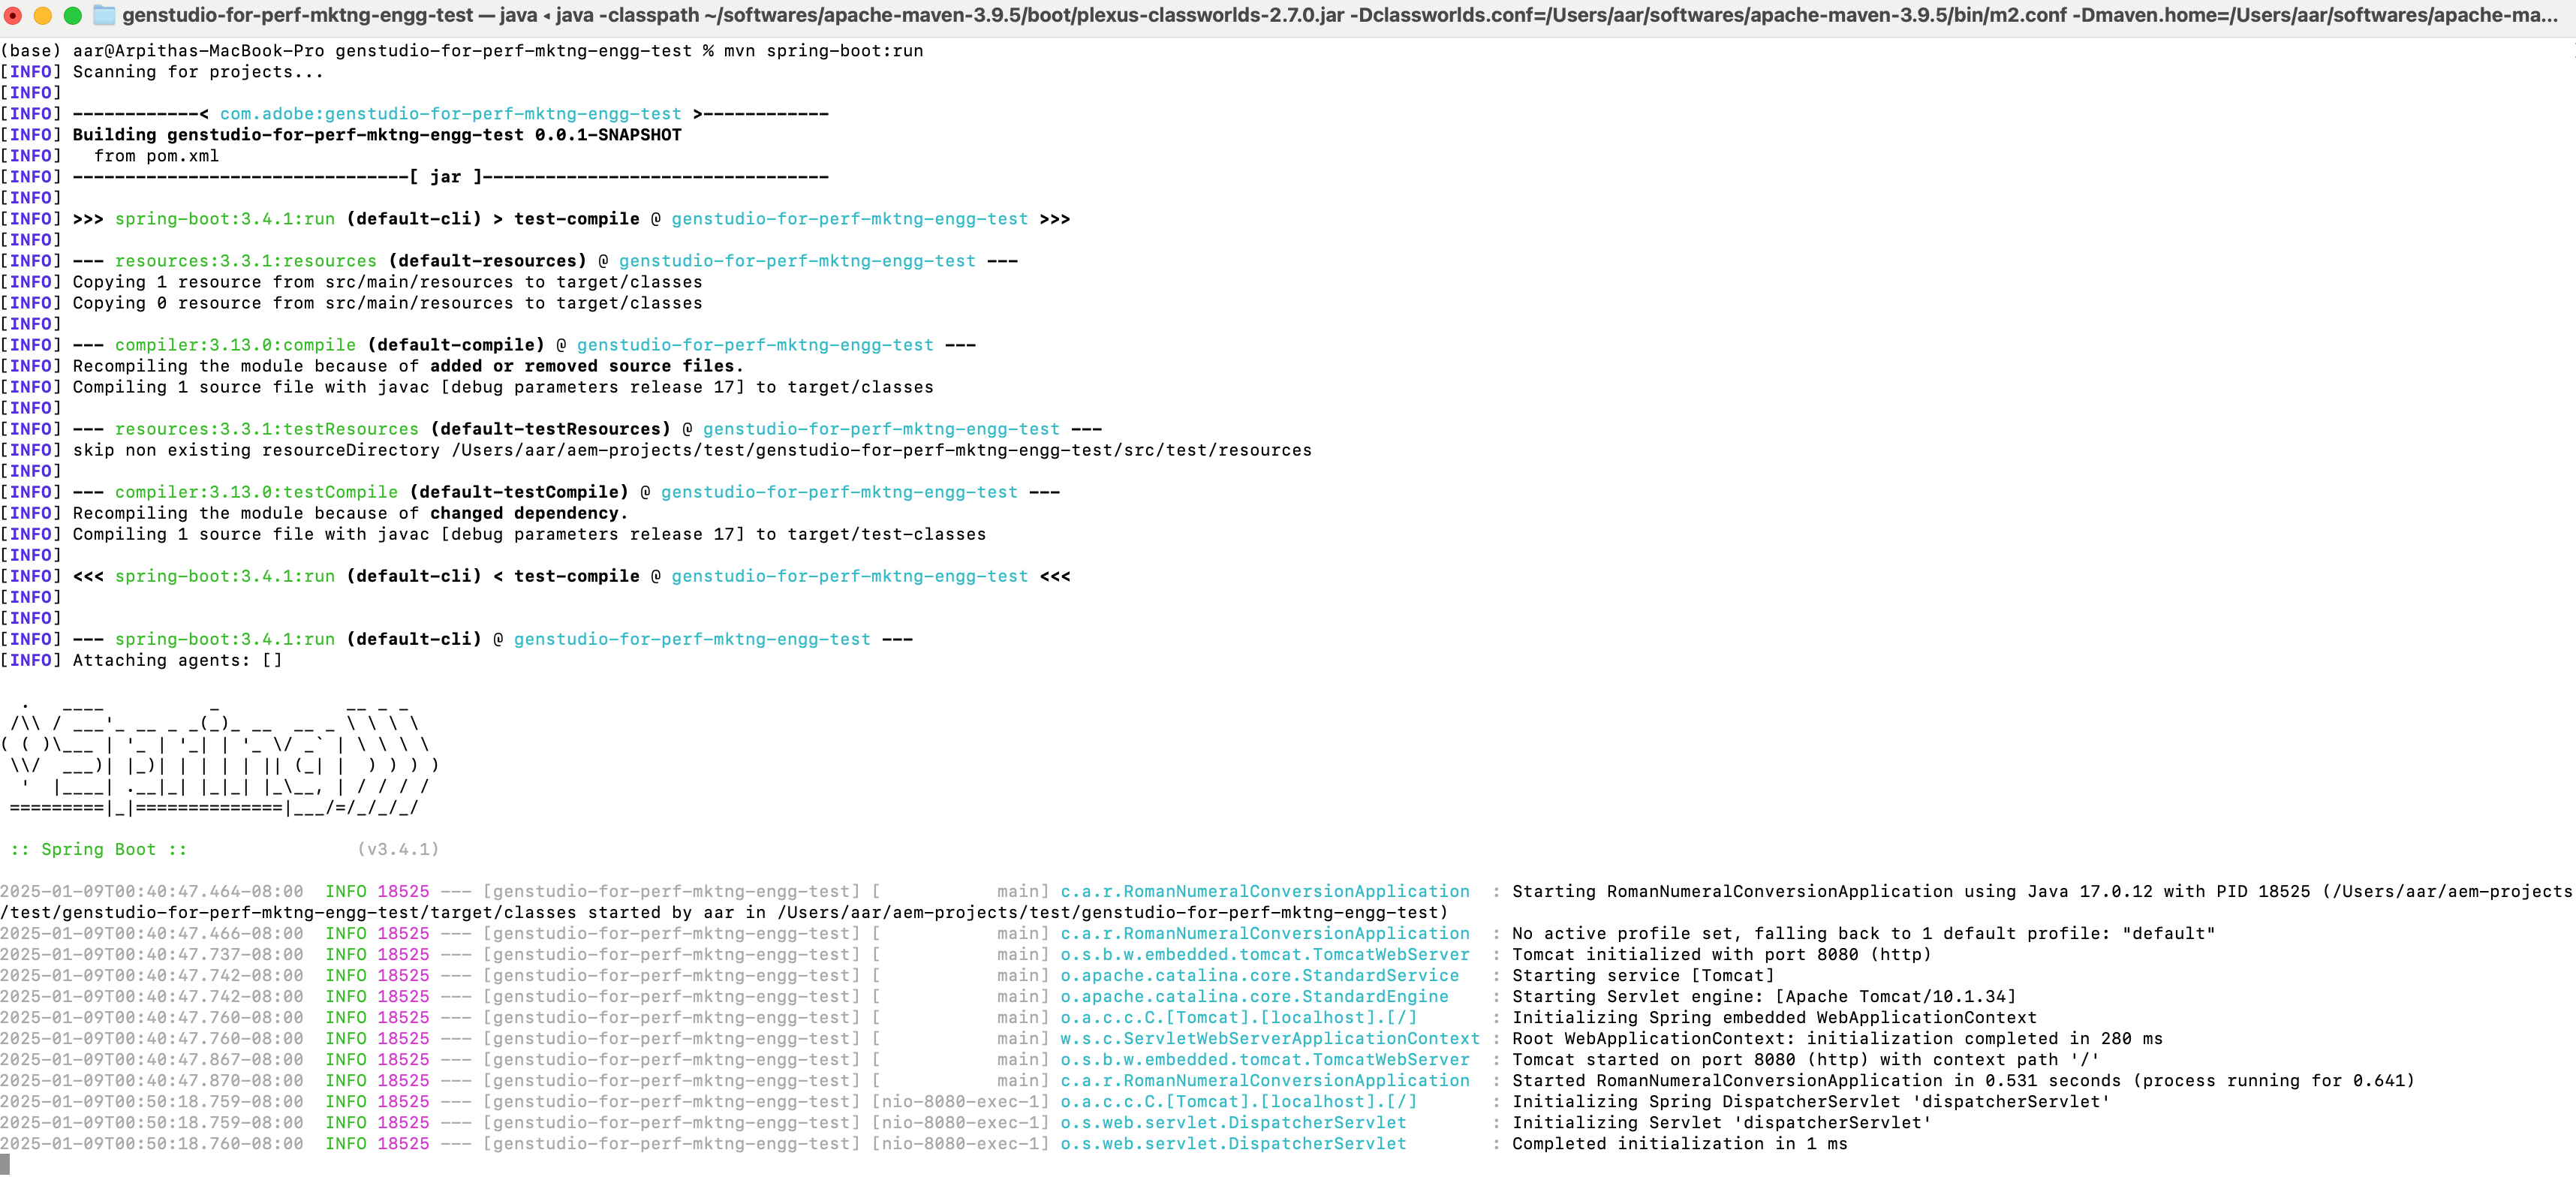 genstudio-for-perf-mktng-engg-test — java ◂ java -classpath ~/softwares/apache-maven-3.9.5/boot/plexus-classworlds-2.7.0.jar -Dclassworlds.conf=/Users/aar/softwares/apache-maven-3.9.5/bin/m2.conf -Dmaven.home=/Users/aar/softwares/apache-ma...
(base) aar@Arpithas-MacBook-Pro genstudio-for-perf-mktng-engg-test % mvn spring-boot:run
[INFO] Scanning for projects...
[INFO]
[INFO] ------------< com.adobe:genstudio-for-perf-mktng-engg-test >------------
[INFO] Building genstudio-for-perf-mktng-engg-test 0.0.1-SNAPSHOT
[INFO]   from pom.xml
[INFO] --------------------------------[ jar ]---------------------------------
[INFO]
[INFO] >>> spring-boot:3.4.1:run (default-cli) > test-compile @ genstudio-for-perf-mktng-engg-test >>>
[INFO]
[INFO] --- resources:3.3.1:resources (default-resources) @ genstudio-for-perf-mktng-engg-test ---
[INFO] Copying 1 resource from src/main/resources to target/classes
[INFO] Copying 0 resource from src/main/resources to target/classes
[INFO]
[INFO] --- compiler:3.13.0:compile (default-compile) @ genstudio-for-perf-mktng-engg-test ---
[INFO] Recompiling the module because of added or removed source files.
[INFO] Compiling 1 source file with javac [debug parameters release 17] to target/classes
[INFO]
[INFO] --- resources:3.3.1:testResources (default-testResources) @ genstudio-for-perf-mktng-engg-test ---
[INFO] skip non existing resourceDirectory /Users/aar/aem-projects/test/genstudio-for-perf-mktng-engg-test/src/test/resources
[INFO]
[INFO] --- compiler:3.13.0:testCompile (default-testCompile) @ genstudio-for-perf-mktng-engg-test ---
[INFO] Recompiling the module because of changed dependency.
[INFO] Compiling 1 source file with javac [debug parameters release 17] to target/test-classes
[INFO]
[INFO] <<< spring-boot:3.4.1:run (default-cli) < test-compile @ genstudio-for-perf-mktng-engg-test <<<
[INFO]
[INFO]
[INFO] --- spring-boot:3.4.1:run (default-cli) @ genstudio-for-perf-mktng-engg-test ---
[INFO] Attaching agents: []
  .   ____          _            __ _ _
 /\\ / ___'_ __ _ _(_)_ __  __ _ \ \ \ \
( ( )\___ | '_ | '_| | '_ \/ _` | \ \ \ \
 \\/  ___)| |_)| | | | | || (_| |  ) ) ) )
  '  |____| .__|_| |_|_| |_\__, | / / / /
 =========|_|==============|___/=/_/_/_/
 :: Spring Boot ::                (v3.4.1)
2025-01-09T00:40:47.464-08:00  INFO 18525 --- [genstudio-for-perf-mktng-engg-test] [           main] c.a.r.RomanNumeralConversionApplication  : Starting RomanNumeralConversionApplication using Java 17.0.12 with PID 18525 (/Users/aar/aem-projects
/test/genstudio-for-perf-mktng-engg-test/target/classes started by aar in /Users/aar/aem-projects/test/genstudio-for-perf-mktng-engg-test)
2025-01-09T00:40:47.466-08:00  INFO 18525 --- [genstudio-for-perf-mktng-engg-test] [           main] c.a.r.RomanNumeralConversionApplication  : No active profile set, falling back to 1 default profile: "default"
2025-01-09T00:40:47.737-08:00  INFO 18525 --- [genstudio-for-perf-mktng-engg-test] [           main] o.s.b.w.embedded.tomcat.TomcatWebServer  : Tomcat initialized with port 8080 (http)
2025-01-09T00:40:47.742-08:00  INFO 18525 --- [genstudio-for-perf-mktng-engg-test] [           main] o.apache.catalina.core.StandardService   : Starting service [Tomcat]
2025-01-09T00:40:47.742-08:00  INFO 18525 --- [genstudio-for-perf-mktng-engg-test] [           main] o.apache.catalina.core.StandardEngine    : Starting Servlet engine: [Apache Tomcat/10.1.34]
2025-01-09T00:40:47.760-08:00  INFO 18525 --- [genstudio-for-perf-mktng-engg-test] [           main] o.a.c.c.C.[Tomcat].[localhost].[/]       : Initializing Spring embedded WebApplicationContext
2025-01-09T00:40:47.760-08:00  INFO 18525 --- [genstudio-for-perf-mktng-engg-test] [           main] w.s.c.ServletWebServerApplicationContext : Root WebApplicationContext: initialization completed in 280 ms
2025-01-09T00:40:47.867-08:00  INFO 18525 --- [genstudio-for-perf-mktng-engg-test] [           main] o.s.b.w.embedded.tomcat.TomcatWebServer  : Tomcat started on port 8080 (http) with context path '/'
2025-01-09T00:40:47.870-08:00  INFO 18525 --- [genstudio-for-perf-mktng-engg-test] [           main] c.a.r.RomanNumeralConversionApplication  : Started RomanNumeralConversionApplication in 0.531 seconds (process running for 0.641)
2025-01-09T00:50:18.759-08:00  INFO 18525 --- [genstudio-for-perf-mktng-engg-test] [nio-8080-exec-1] o.a.c.c.C.[Tomcat].[localhost].[/]       : Initializing Spring DispatcherServlet 'dispatcherServlet'
2025-01-09T00:50:18.759-08:00  INFO 18525 --- [genstudio-for-perf-mktng-engg-test] [nio-8080-exec-1] o.s.web.servlet.DispatcherServlet        : Initializing Servlet 'dispatcherServlet'
2025-01-09T00:50:18.760-08:00  INFO 18525 --- [genstudio-for-perf-mktng-engg-test] [nio-8080-exec-1] o.s.web.servlet.DispatcherServlet        : Completed initialization in 1 ms